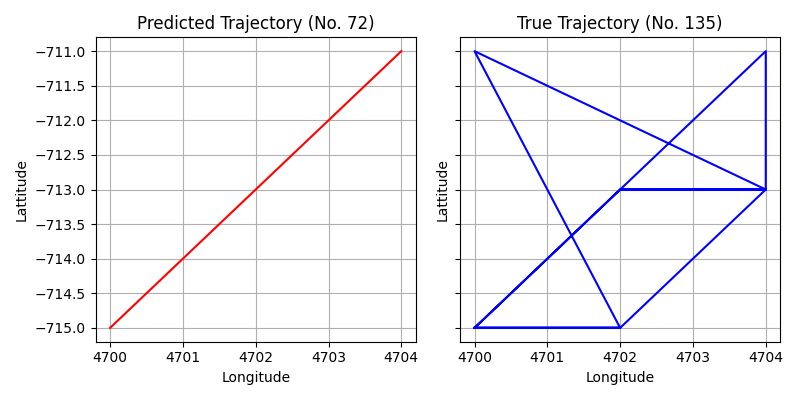 Predicted Trajectory (No. 72)
True Trajectory (No. 135)
Lattitude
−711.0
−711.5
−712.0
−712.5
−713.0
−713.5
−714.0
−714.5
−715.0
4700 4701 4702 4703 4704
Longitude
Lattitude
4700 4701 4702 4703 4704
Longitude